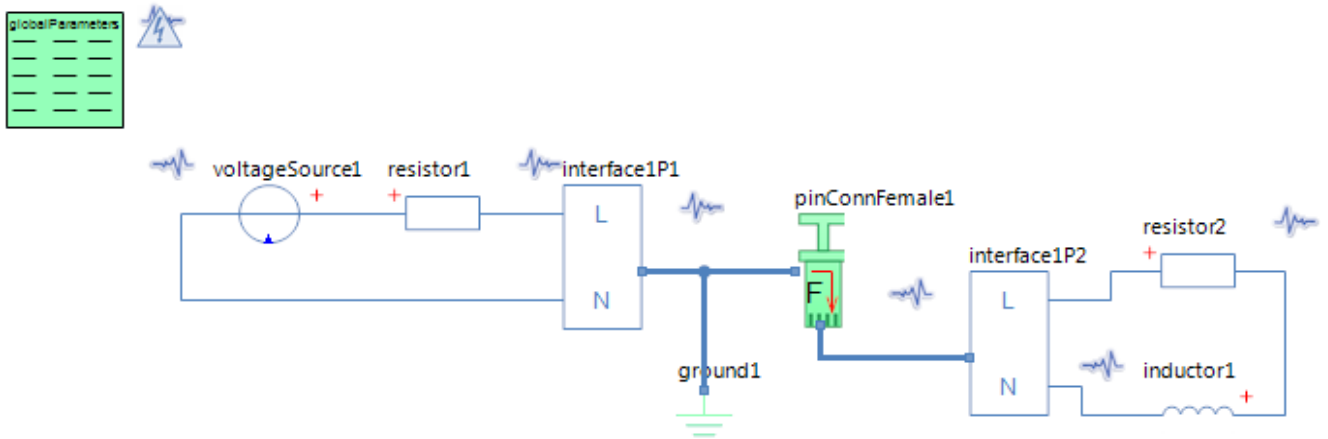 globalParameters
voltageSource1
resistor1
interface1P1
L
N
ground1
pinConnFemale1
F
interface1P2
L
N
resistor2
inductor1